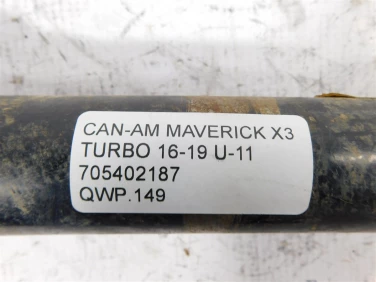 CAN-AM MAVERICK X3
TURBO 16-19 U-11
705402187
QWP.149